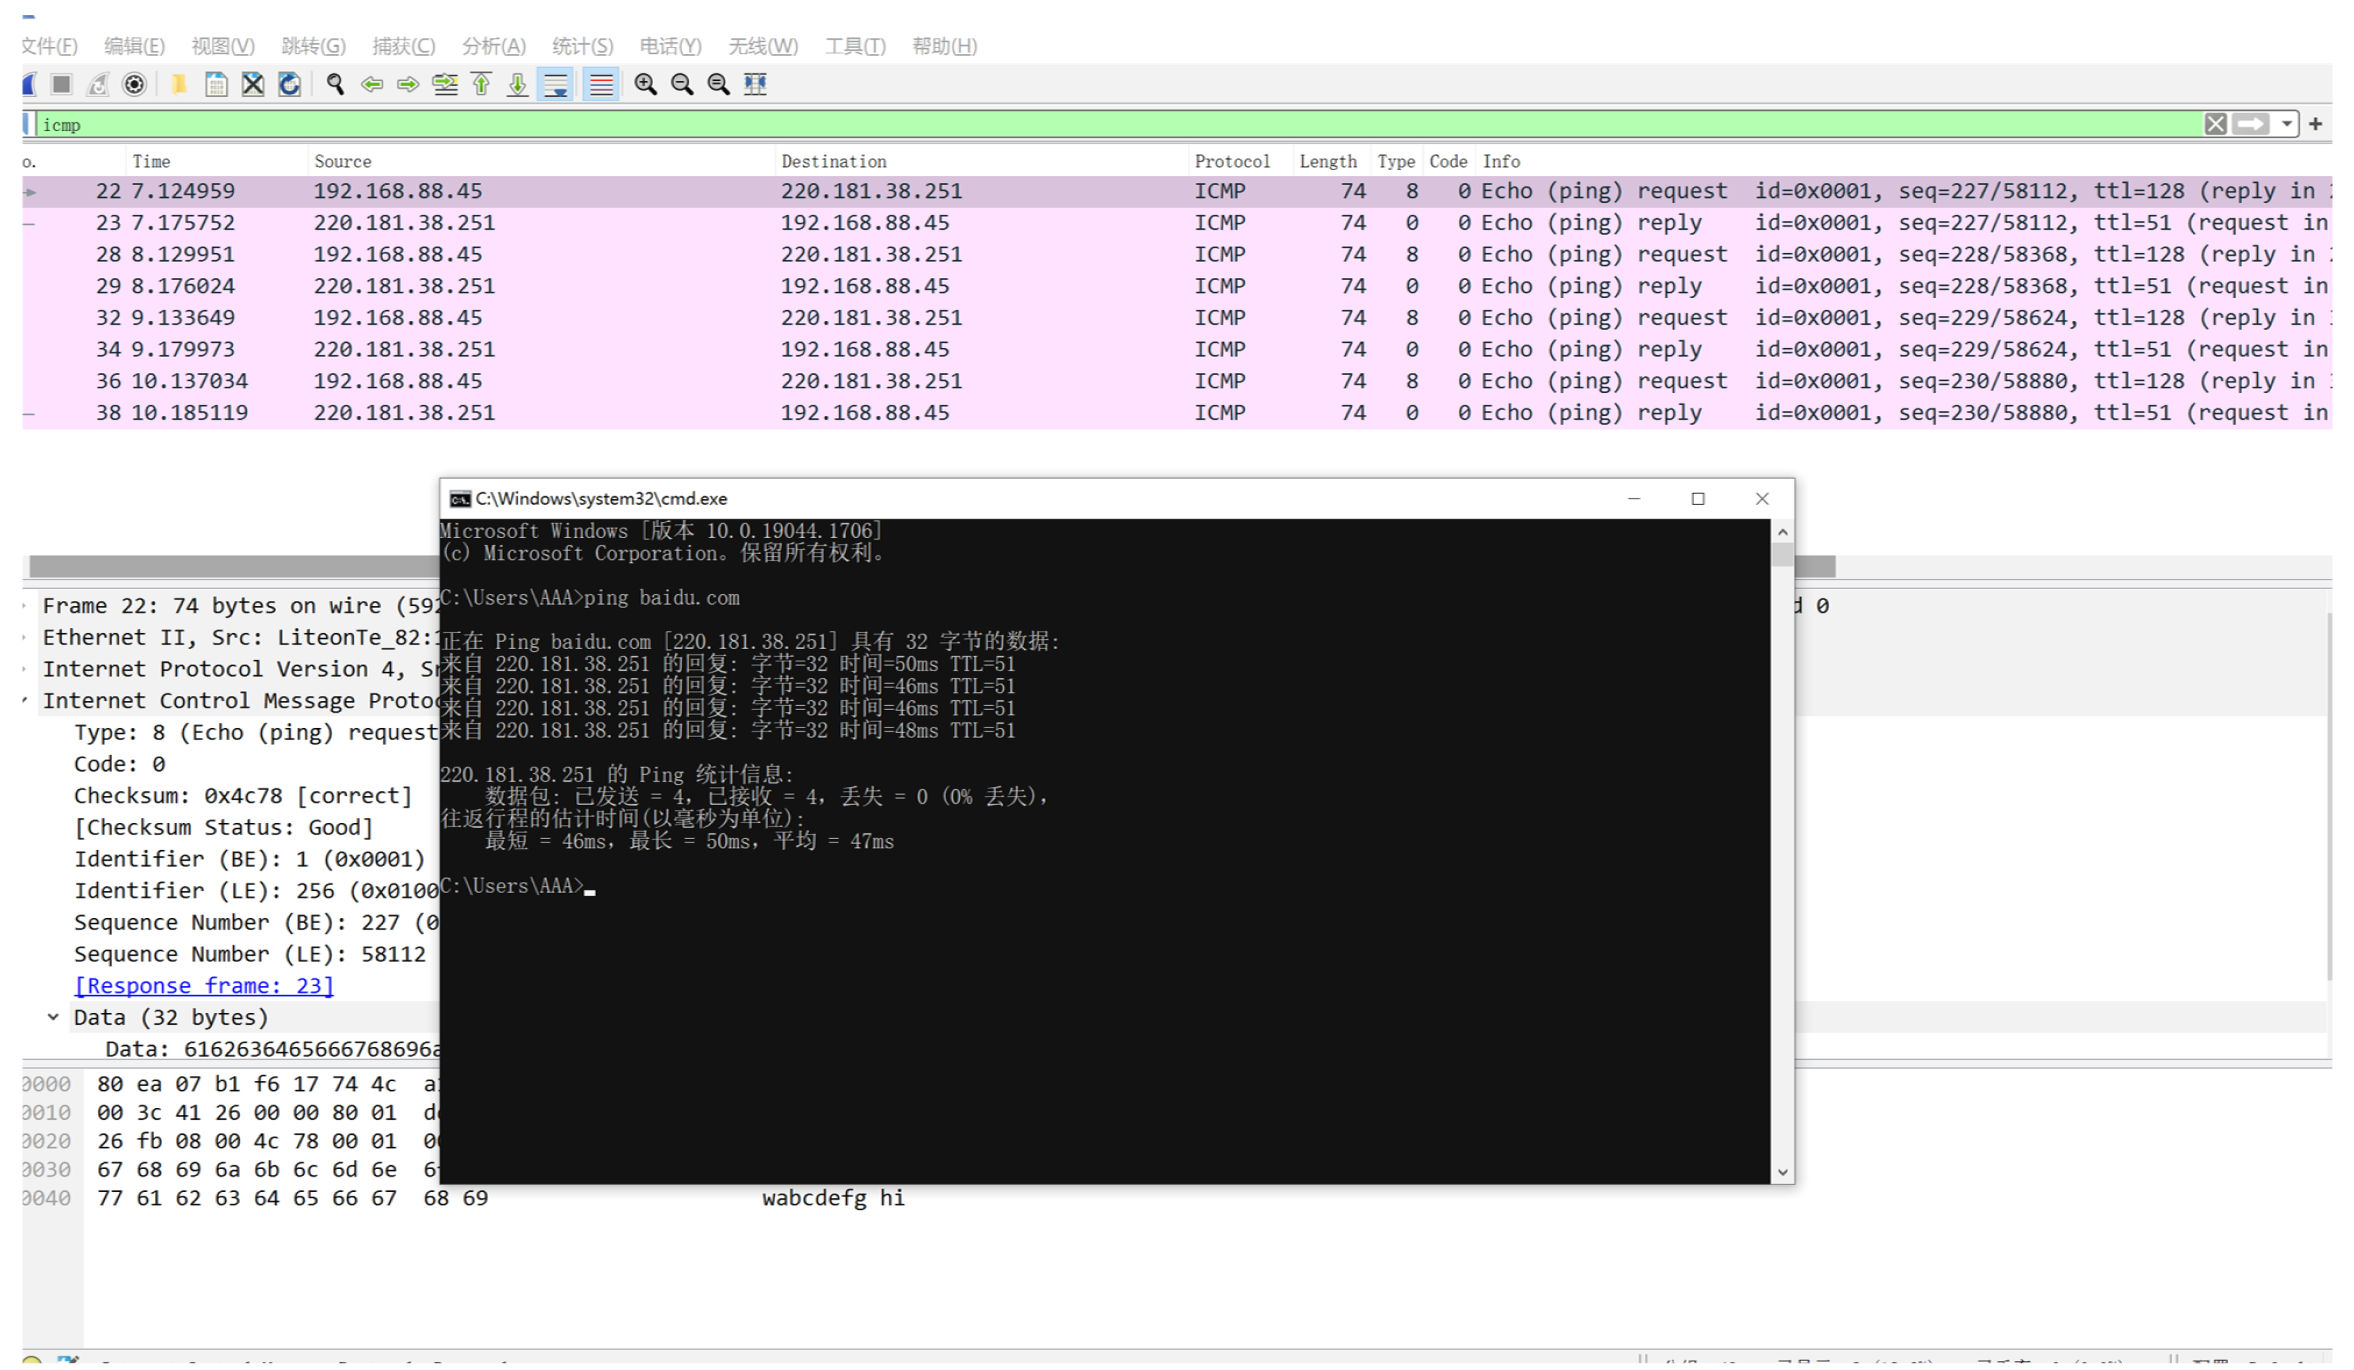 文件(F) 编辑(E) 视图(V) 跳转(G) 捕获(C) 分析(A) 统计(S) 电话(Y) 无线(W) 工具(T) 帮助(H)
icmp
o. Time Source Destination Protocol Length Type Code Info
22 7.124959 192.168.88.45 220.181.38.251 ICMP 74 8 0 Echo (ping) request id=0x0001, seq=227/58112, ttl=128 (reply in
23 7.175752 220.181.38.251 192.168.88.45 ICMP 74 0 0 Echo (ping) reply id=0x0001, seq=227/58112, ttl=51 (request in
28 8.129951 192.168.88.45 220.181.38.251 ICMP 74 8 0 Echo (ping) request id=0x0001, seq=228/58368, ttl=128 (reply in
29 8.176024 220.181.38.251 192.168.88.45 ICMP 74 0 0 Echo (ping) reply id=0x0001, seq=228/58368, ttl=51 (request in
32 9.133649 192.168.88.45 220.181.38.251 ICMP 74 8 0 Echo (ping) request id=0x0001, seq=229/58624, ttl=128 (reply in
34 9.179973 220.181.38.251 192.168.88.45 ICMP 74 0 0 Echo (ping) reply id=0x0001, seq=229/58624, ttl=51 (request in
36 10.137034 192.168.88.45 220.181.38.251 ICMP 74 8 0 Echo (ping) request id=0x0001, seq=230/58880, ttl=128 (reply in
38 10.185119 220.181.38.251 192.168.88.45 ICMP 74 0 0 Echo (ping) reply id=0x0001, seq=230/58880, ttl=51 (request in
C:\Windows\system32\cmd.exe
Microsoft Windows [版本 10.0.19044.1706]
(c) Microsoft Corporation。保留所有权利。
C:\Users\AAA>ping baidu.com
正在 Ping baidu.com [220.181.38.251] 具有 32 字节的数据:
来自 220.181.38.251 的回复: 字节=32 时间=50ms TTL=51
来自 220.181.38.251 的回复: 字节=32 时间=46ms TTL=51
来自 220.181.38.251 的回复: 字节=32 时间=46ms TTL=51
来自 220.181.38.251 的回复: 字节=32 时间=48ms TTL=51
220.181.38.251 的 Ping 统计信息:
数据包: 已发送 = 4，已接收 = 4，丢失 = 0 (0% 丢失)，
往返行程的估计时间(以毫秒为单位):
最短 = 46ms，最长 = 50ms，平均 = 47ms
C:\Users\AAA>
Frame 22: 74 bytes on wire (592 d 0
Ethernet II, Src: LiteonTe_82:
Internet Protocol Version 4,
Internet Control Message Protoc
Type: 8 (Echo (ping) request
Code: 0
Checksum: 0x4c78 [correct]
[Checksum Status: Good]
Identifier (BE): 1 (0x0001)
Identifier (LE): 256 (0x0100
Sequence Number (BE): 227 (0
Sequence Number (LE): 58112
[Response frame: 23]
Data (32 bytes)
Data: 6162636465666768696a
0000 80 ea 07 b1 f6 17 74 4c
0010 00 3c 41 26 00 00 80 01
0020 26 fb 08 00 4c 78 00 01
0030 67 68 69 6a 6b 6c 6d 6e
0040 77 61 62 63 64 65 66 67 68 69 wabcdefg hi